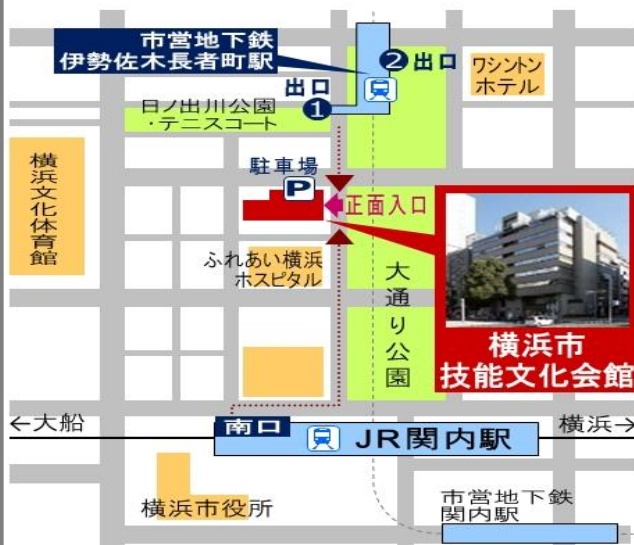 市営地下鉄
伊勢佐木長者町駅
❷出口
ワシントン
ホテル
出口
❶
日ノ出川公園
・テニスコート
横浜文化体育館
駐車場
P
正面入口
ふれあい横浜
ホスピタル
大通り公園
横浜市
技能文化会館
←大船
南口
JR関内駅
横浜→
横浜市役所
市営地下鉄
関内駅